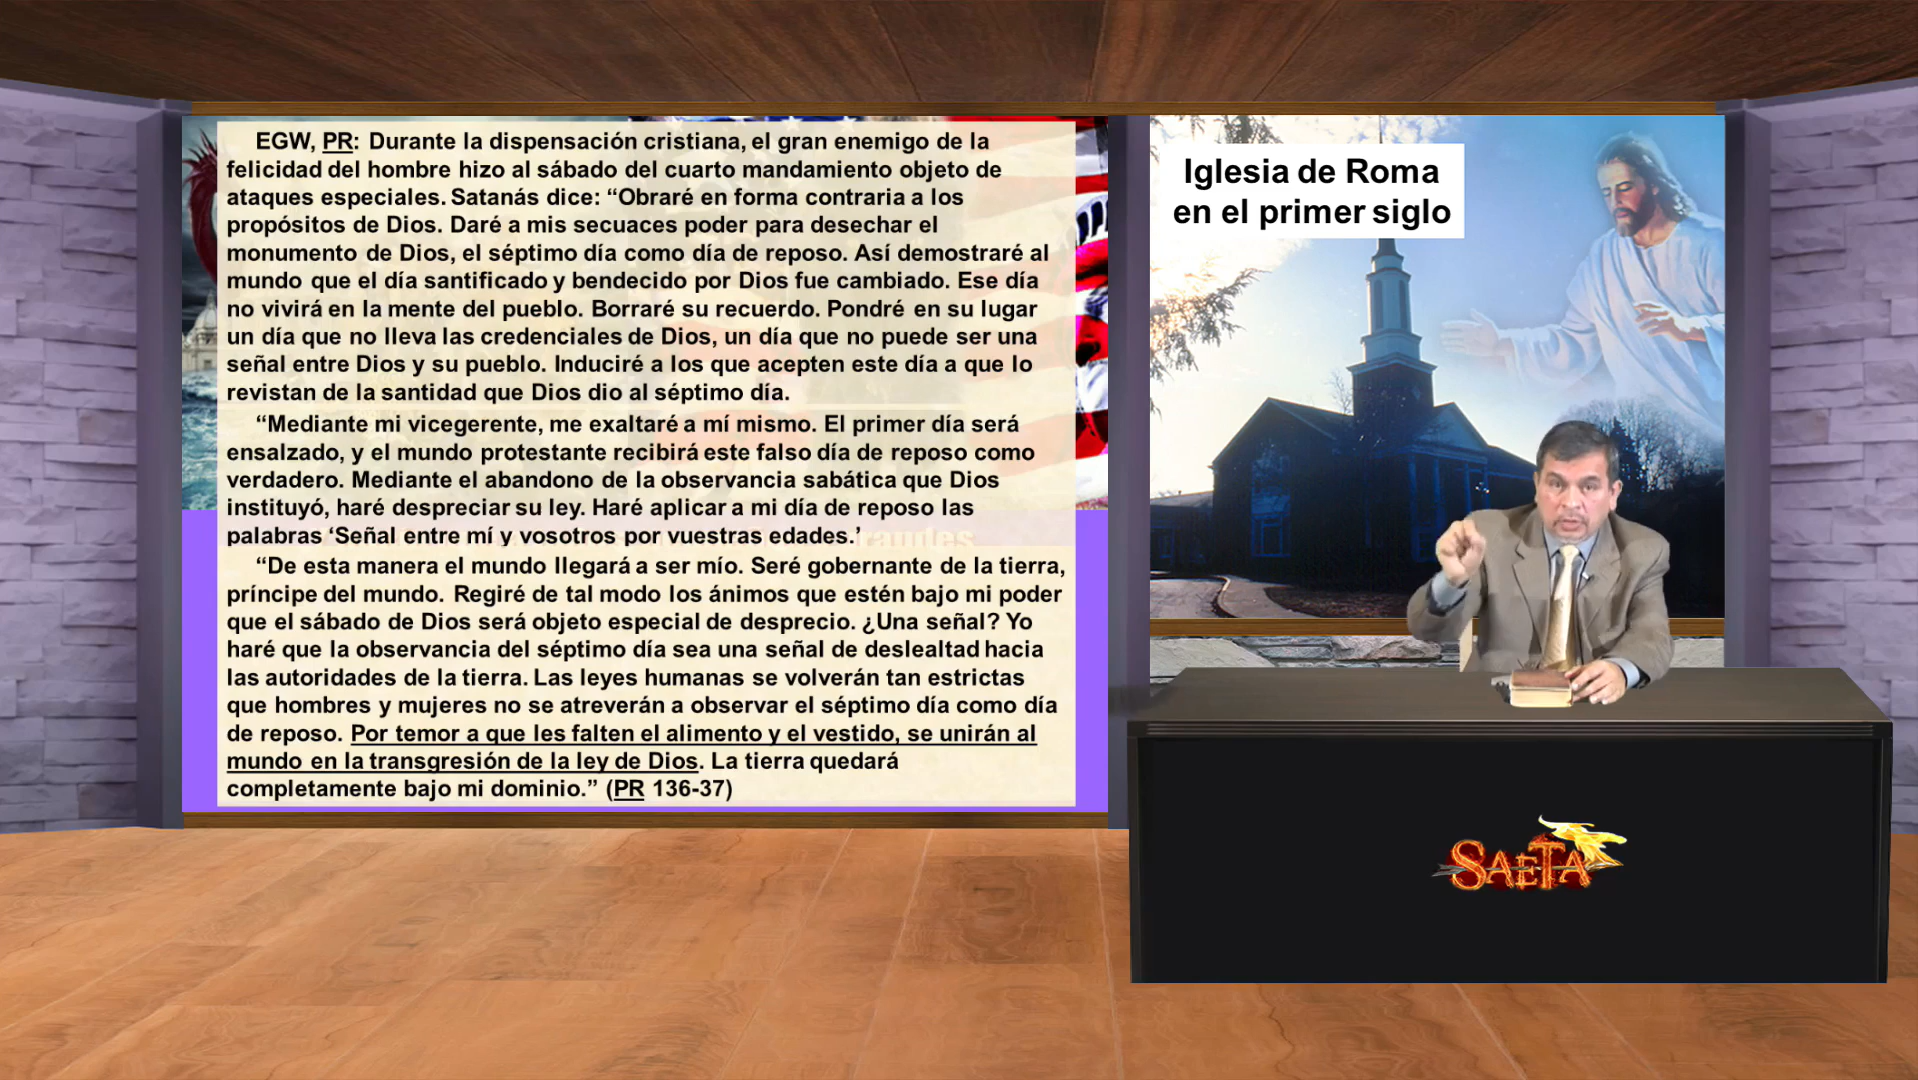 EGW, PR: Durante la dispensación cristiana, el gran enemigo de la
felicidad del hombre hizo al sábado del cuarto mandamiento objeto de
ataques especiales. Satanás dice: “Obraré en forma contraria a los
propósitos de Dios. Daré a mis secuaces poder para desechar el
monumento de Dios, el séptimo día como día de reposo. Así demostraré al
mundo que el día santificado y bendecido por Dios fue cambiado. Ese día
no vivirá en la mente del pueblo. Borraré su recuerdo. Pondré en su lugar
un día que no lleva las credenciales de Dios, un día que no puede ser una
señal entre Dios y su pueblo. Induciré a los que acepten este día a que lo
revistan de la santidad que Dios dio al séptimo día.
“Mediante mi vicegerente, me exaltaré a mí mismo. El primer día será
ensalzado, y el mundo protestante recibirá este falso día de reposo como
verdadero. Mediante el abandono de la observancia sabática que Dios
instituyó, haré despreciar su ley. Haré aplicar a mi día de reposo las
palabras ‘Señal entre mí y vosotros por vuestras edades.’
“De esta manera el mundo llegará a ser mío. Seré gobernante de la tierra,
príncipe del mundo. Regiré de tal modo los ánimos que estén bajo mi poder
que el sábado de Dios será objeto especial de desprecio. ¿Una señal? Yo
haré que la observancia del séptimo día sea una señal de deslealtad hacia
las autoridades de la tierra. Las leyes humanas se volverán tan estrictas
que hombres y mujeres no se atreverán a observar el séptimo día como día
de reposo. Por temor a que les falten el alimento y el vestido, se unirán al
mundo en la transgresión de la ley de Dios. La tierra quedará
completamente bajo mi dominio.” (PR 136-37)
Iglesia de Roma
en el primer siglo
SAETA